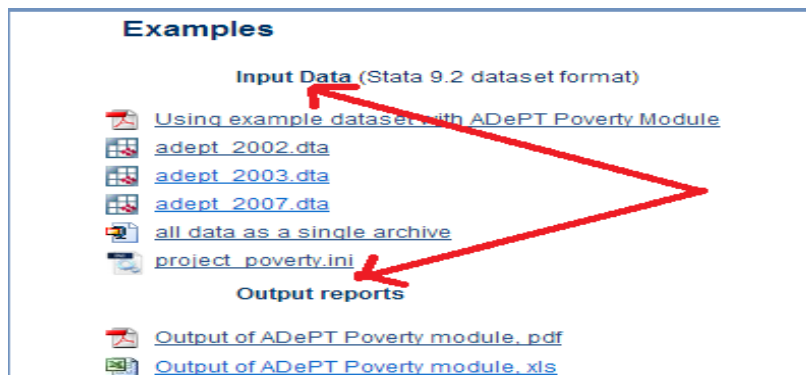 Examples
Input Data (Stata 9.2 dataset format)
Using example dataset with ADePT Poverty Module
adept_2002.dta
adept_2003.dta
adept_2007.dta
all data as a single archive
project_poverty.ini
Output reports
Output of ADePT Poverty module, pdf
Output of ADePT Poverty module, xls